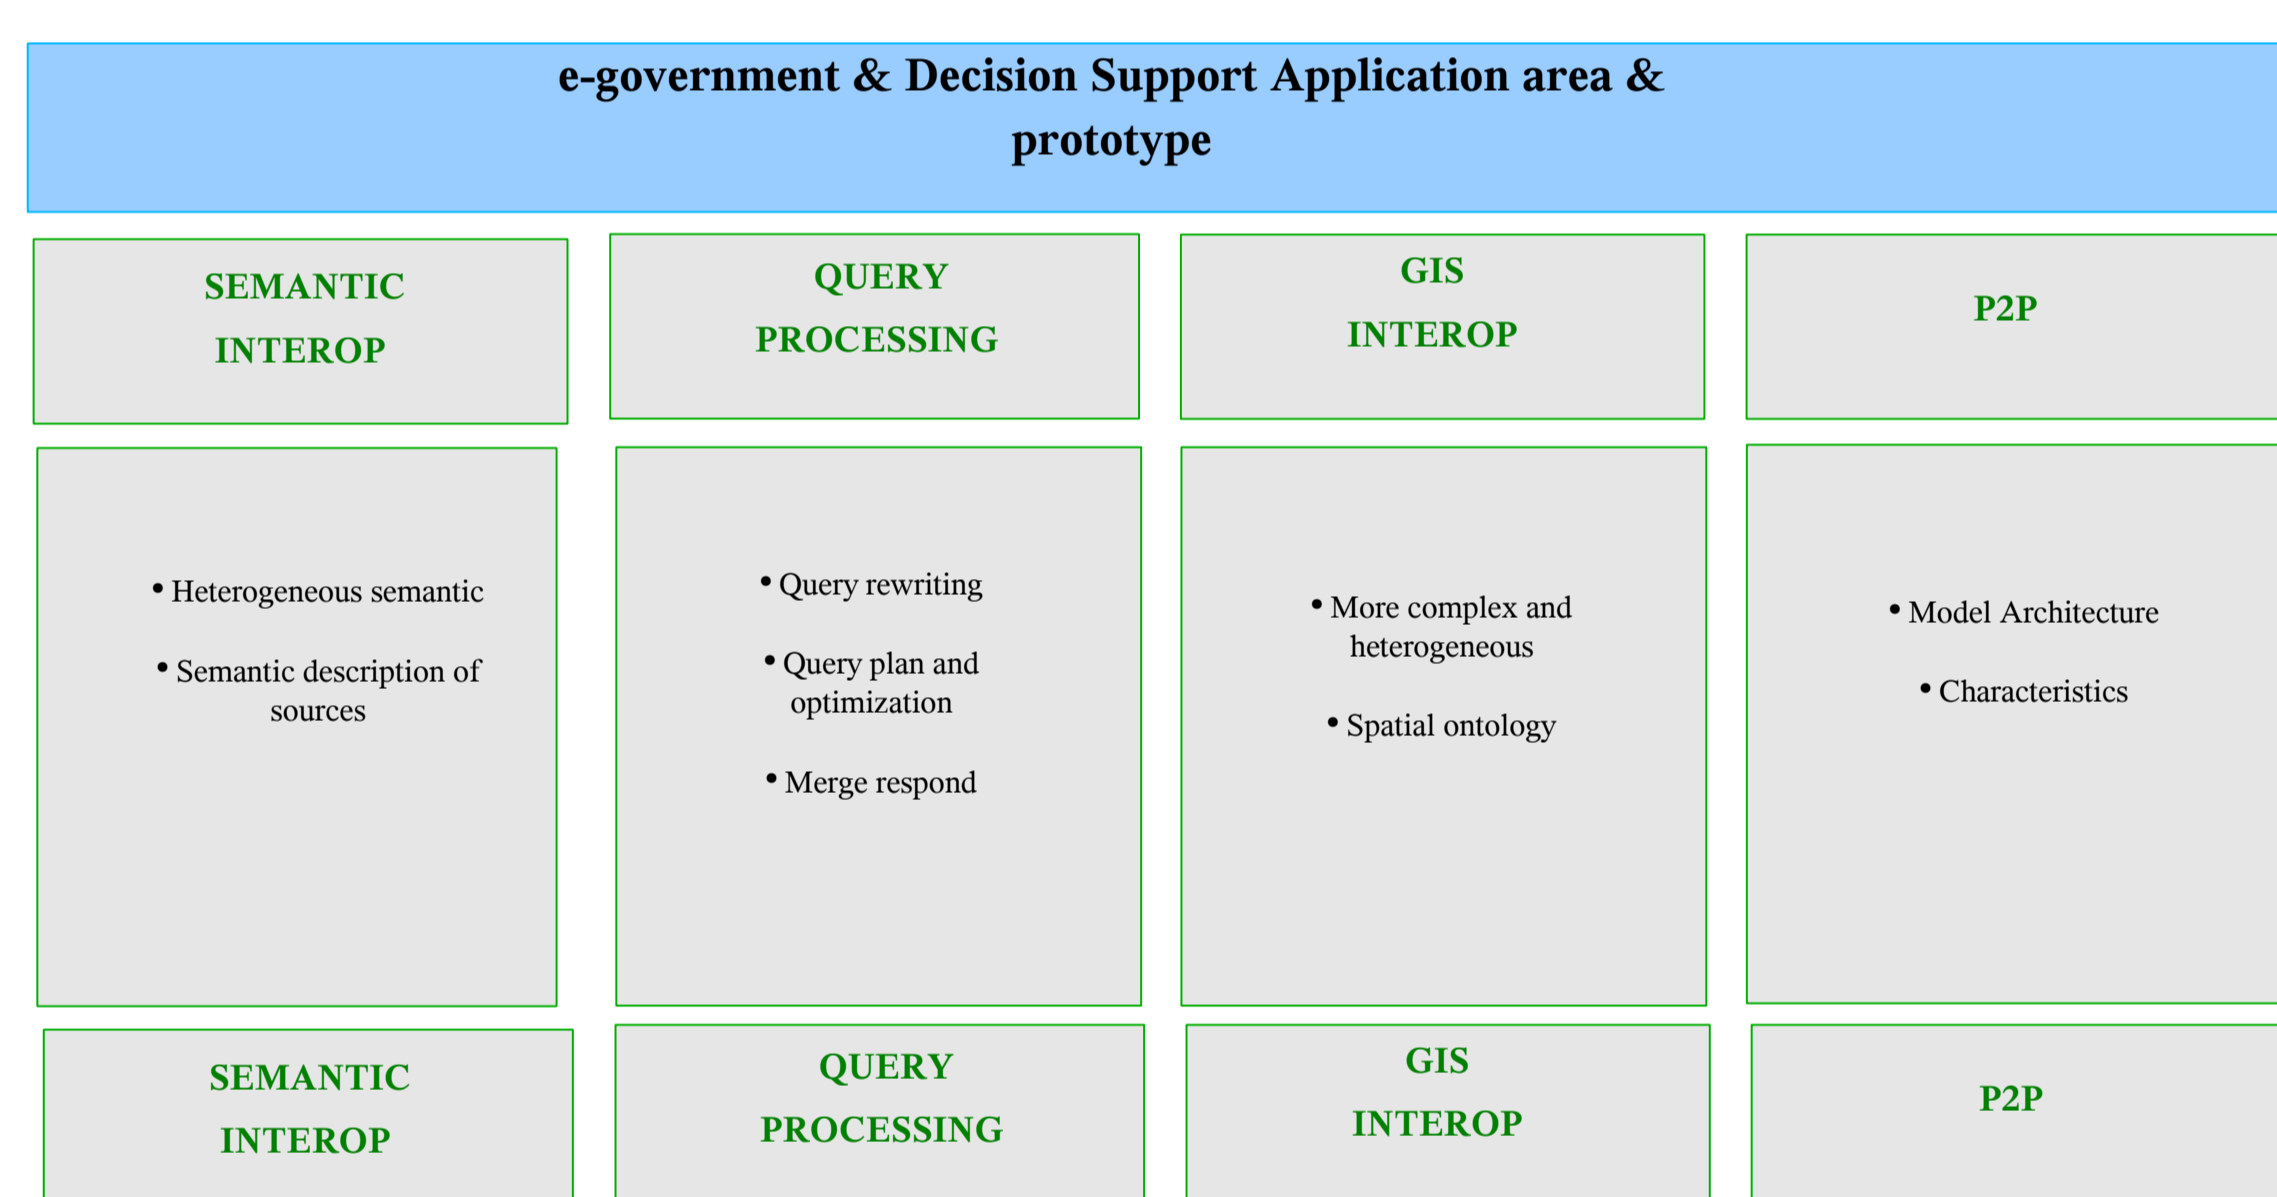 e-government & Decision Support Application area &
prototype
SEMANTIC
INTEROP
QUERY
PROCESSING
GIS
INTEROP
P2P
• Heterogeneous semantic
• Semantic description of
sources
• Query rewriting
• Query plan and
optimization
• Merge respond
• More complex and
heterogeneous
• Spatial ontology
• Model Architecture
• Characteristics
SEMANTIC
INTEROP
QUERY
PROCESSING
GIS
INTEROP
P2P